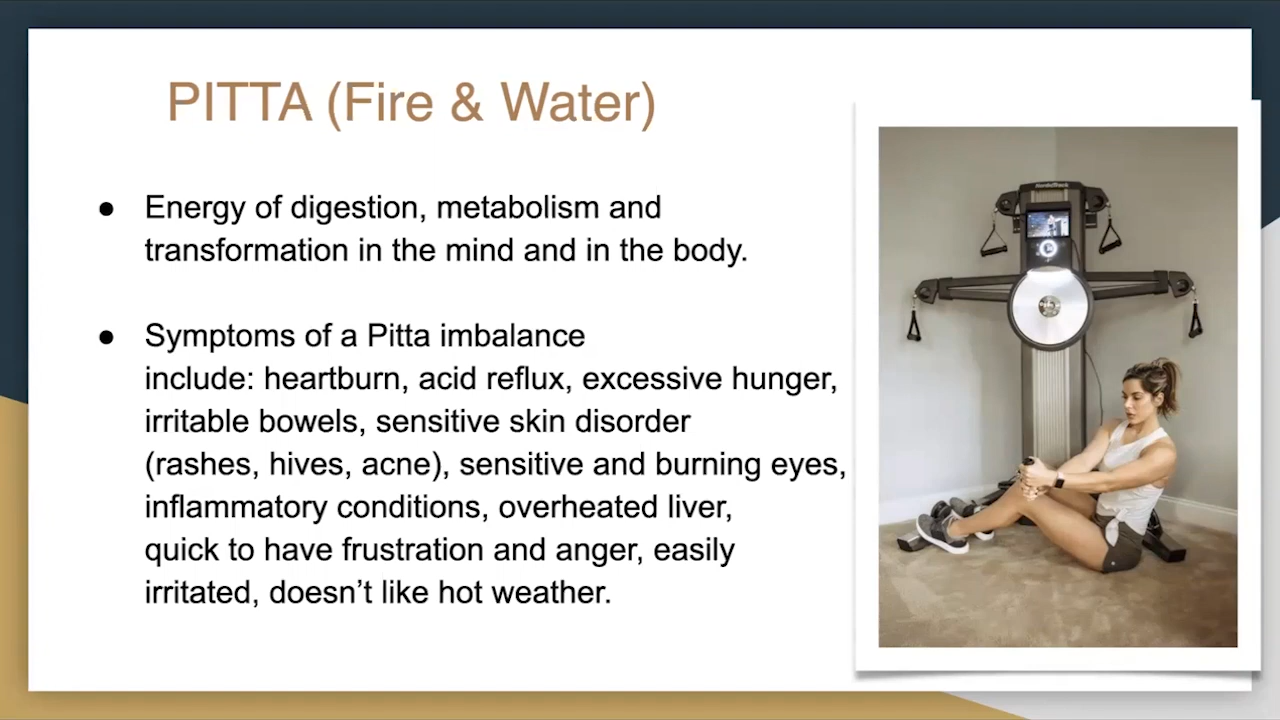 PITTA (Fire & Water)
● Energy of digestion, metabolism and
transformation in the mind and in the body.
● Symptoms of a Pitta imbalance
include: heartburn, acid reflux, excessive hunger,
irritable bowels, sensitive skin disorder
(rashes, hives, acne), sensitive and burning eyes,
inflammatory conditions, overheated liver,
quick to have frustration and anger, easily
irritated, doesn’t like hot weather.
NordicTrack